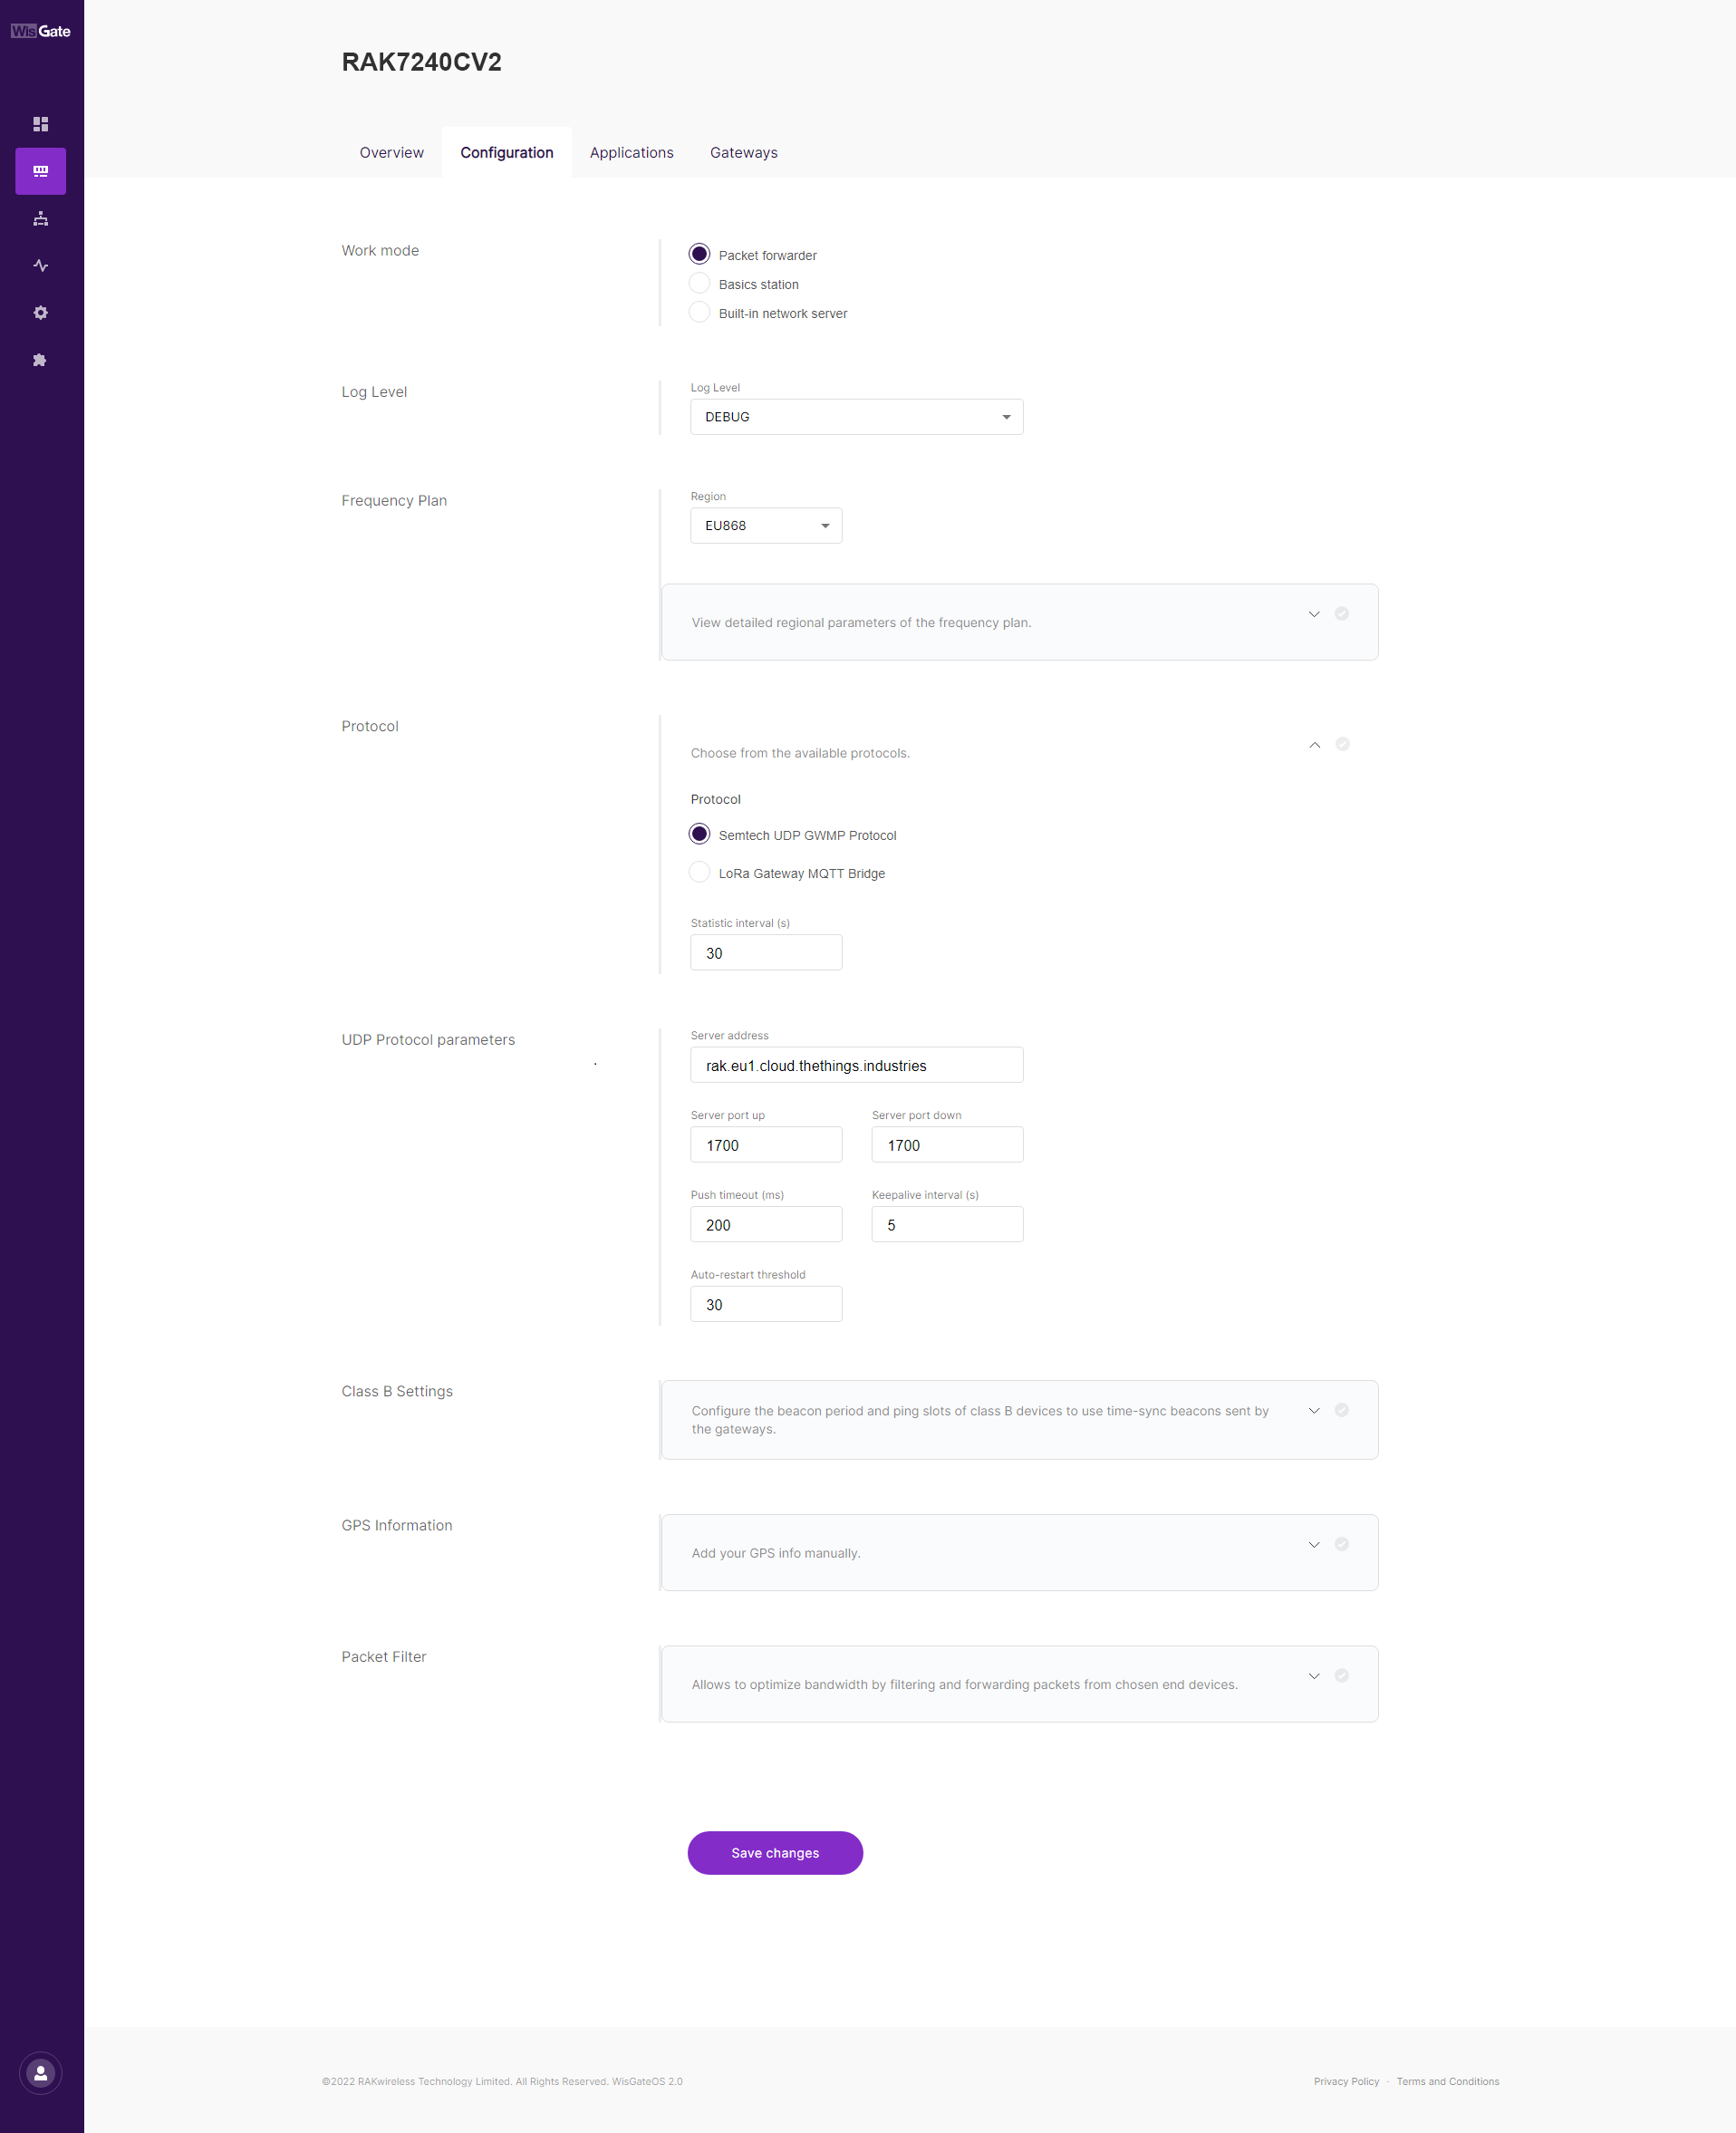 WisGate
RAK7240CV2
Overview
Configuration
Applications
Gateways
Work mode
Packet forwarder
Basics station
Built-in network server
Log Level
Log Level
DEBUG
Frequency Plan
Region
EU868
View detailed regional parameters of the frequency plan.
Protocol
Choose from the available protocols.
Protocol
Semtech UDP GWMP Protocol
LoRa Gateway MQTT Bridge
Statistic interval (s)
30
UDP Protocol parameters
Server address
rak.eu1.cloud.thethings.industries
Server port up
Server port down
1700
1700
Push timeout (ms)
Keepalive interval (s)
200
5
Auto-restart threshold
30
Class B Settings
Configure the beacon period and ping slots of class B devices to use time-sync beacons sent by
the gateways.
GPS Information
Add your GPS info manually.
Packet Filter
Allows to optimize bandwidth by filtering and forwarding packets from chosen end devices.
Save changes
©2022 RAKwireless Technology Limited. All Rights Reserved. WisGateOS 2.0
Privacy Policy · Terms and Conditions